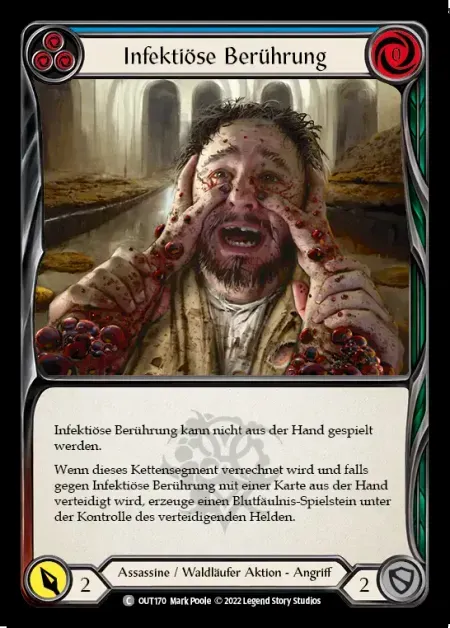 Infektiöse Berührung
0
Infektiöse Berührung kann nicht aus der Hand gespielt
werden.
Wenn dieses Kettensegment verrechnet wird und falls
gegen Infektiöse Berührung mit einer Karte aus der Hand
verteidigt wird, erzeuge einen Blutfäulnis-Spielstein unter
der Kontrolle des verteidigenden Helden.
2 Assassine / Waldläufer Aktion - Angriff 2
C OUT170 Mark Poole © 2022 Legend Story Studios